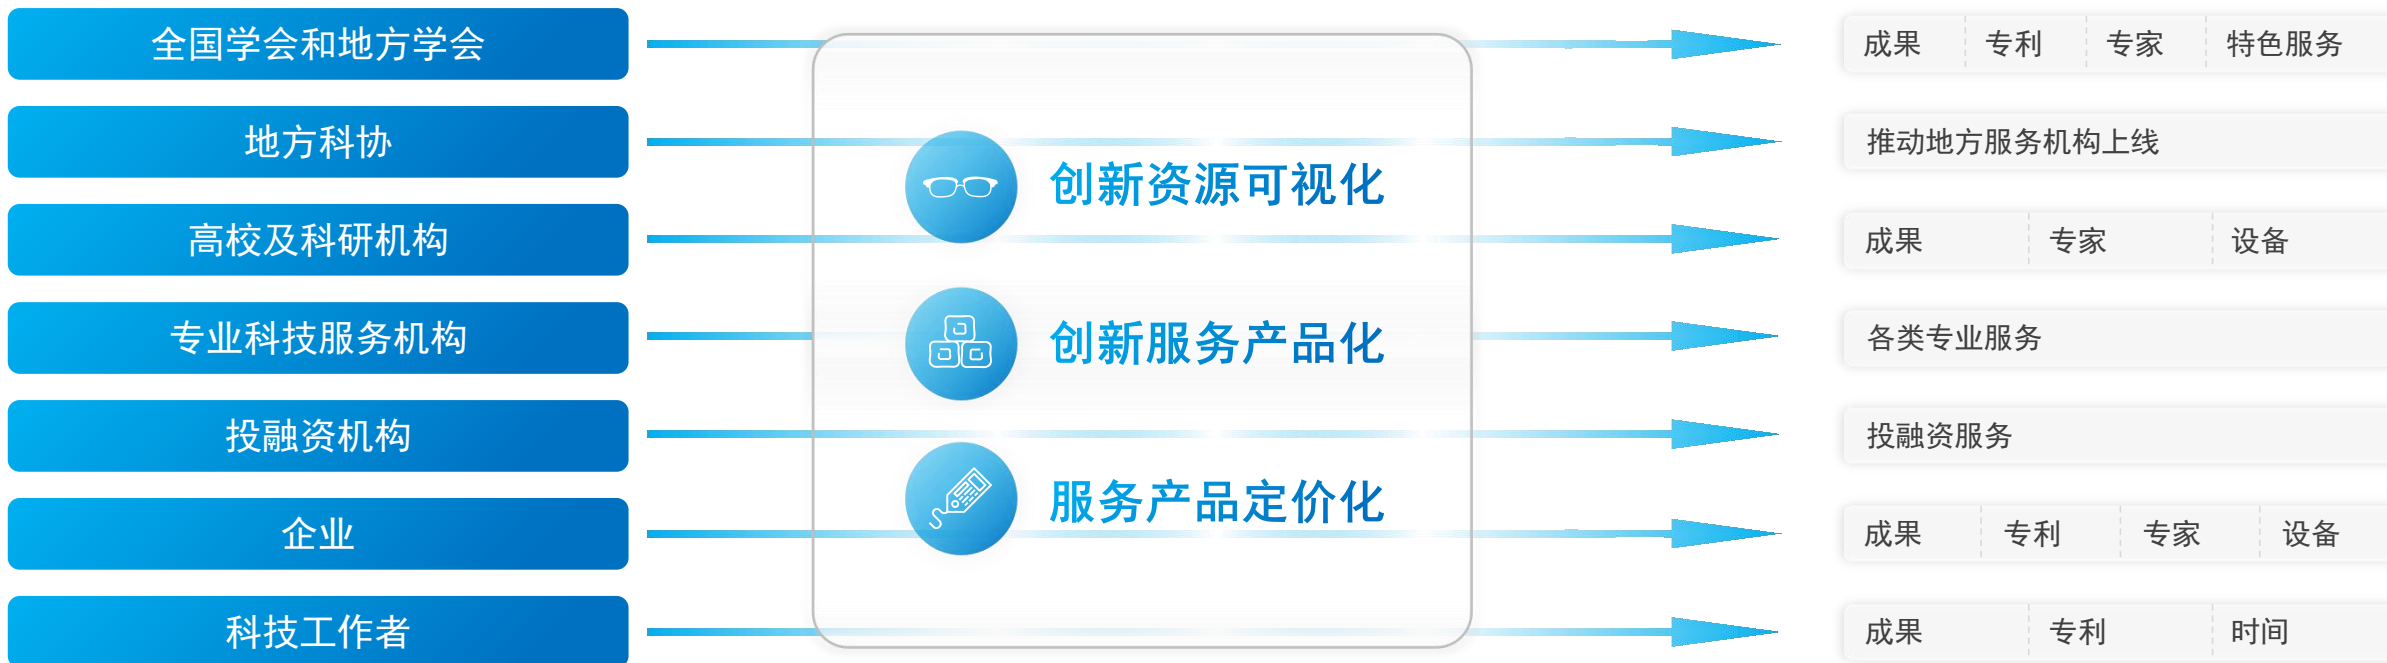 全国学会和地方学会
成果 专利 专家 特色服务
地方科协
推动地方服务机构上线
创新资源可视化
高校及科研机构
成果 专家 设备
专业科技服务机构
创新服务产品化
各类专业服务
投融资机构
投融资服务
服务产品定价化
企业
成果 专利 专家 设备
科技工作者
成果 专利 时间